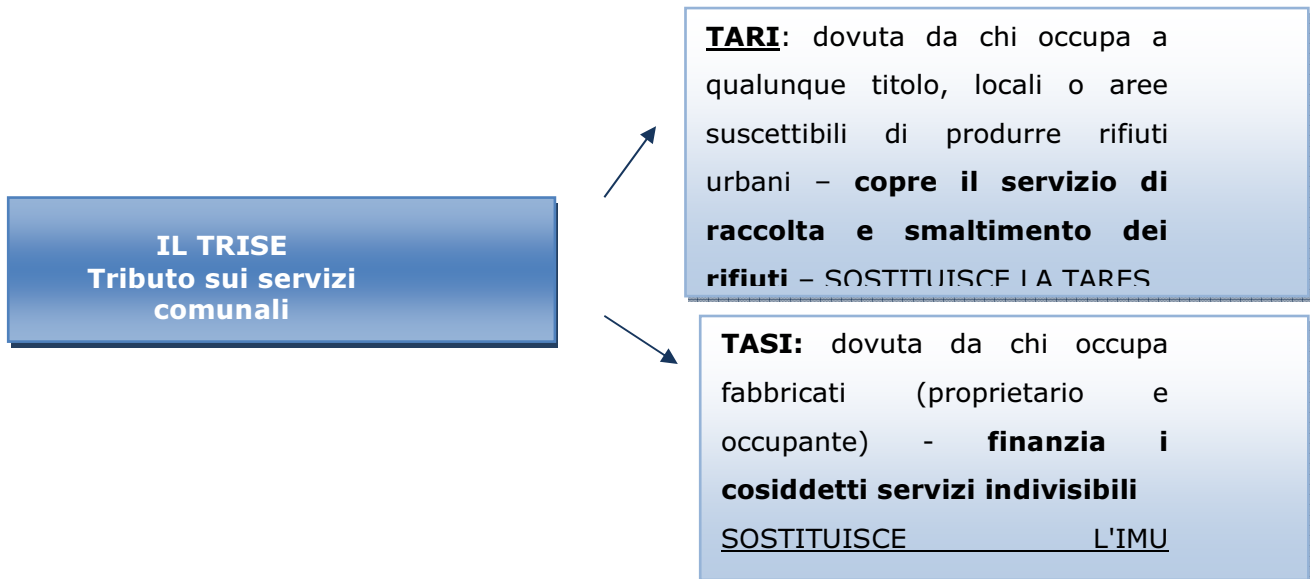 IL TRISE
Tributo sui servizi
comunali
TARI: dovuta da chi occupa a
qualunque titolo, locali o aree
suscettibili di produrre rifiuti
urbani – copre il servizio di
raccolta e smaltimento dei
rifiuti – SOSTITUISCE LA TARES
TASI: dovuta da chi occupa
fabbricati (proprietario e
occupante) - finanzia i
cosiddetti servizi indivisibili
SOSTITUISCE L'IMU